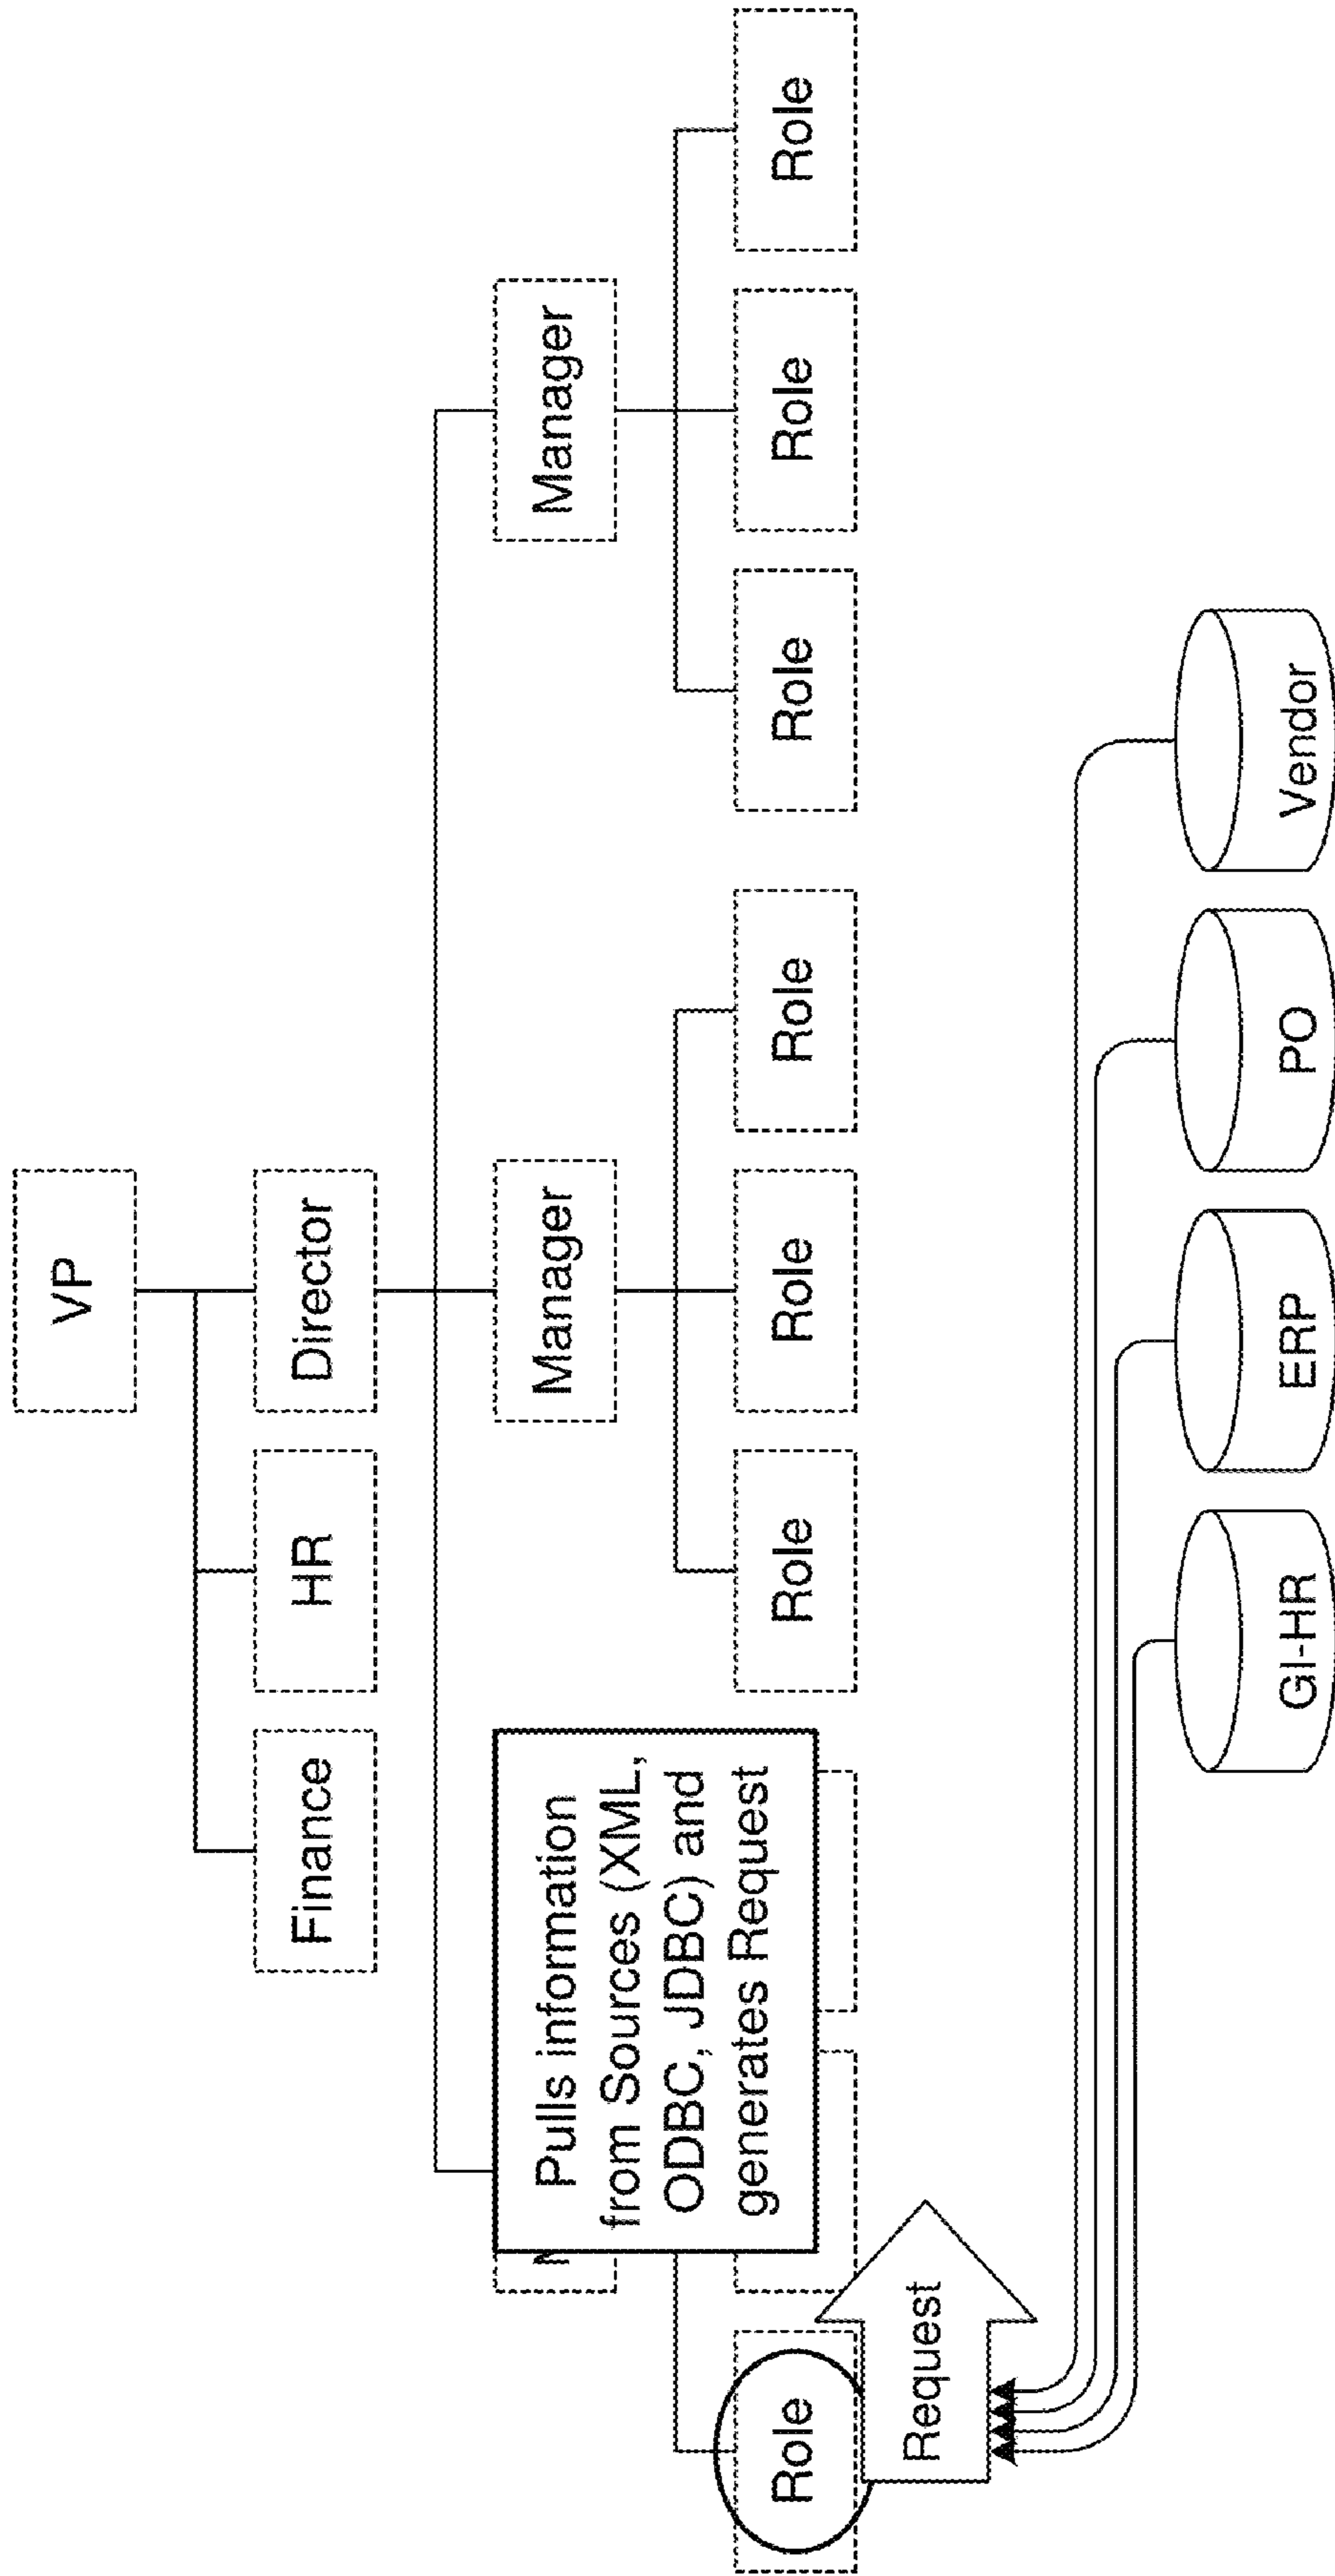 VP
Finance
HR
Director
Pulls information
from Sources (XML,
ODBC, JDBC) and
generates Request
Manager
Manager
Role
Role
Role
Role
Role
Role
Role
Request
GI-HR
ERP
PO
Vendor